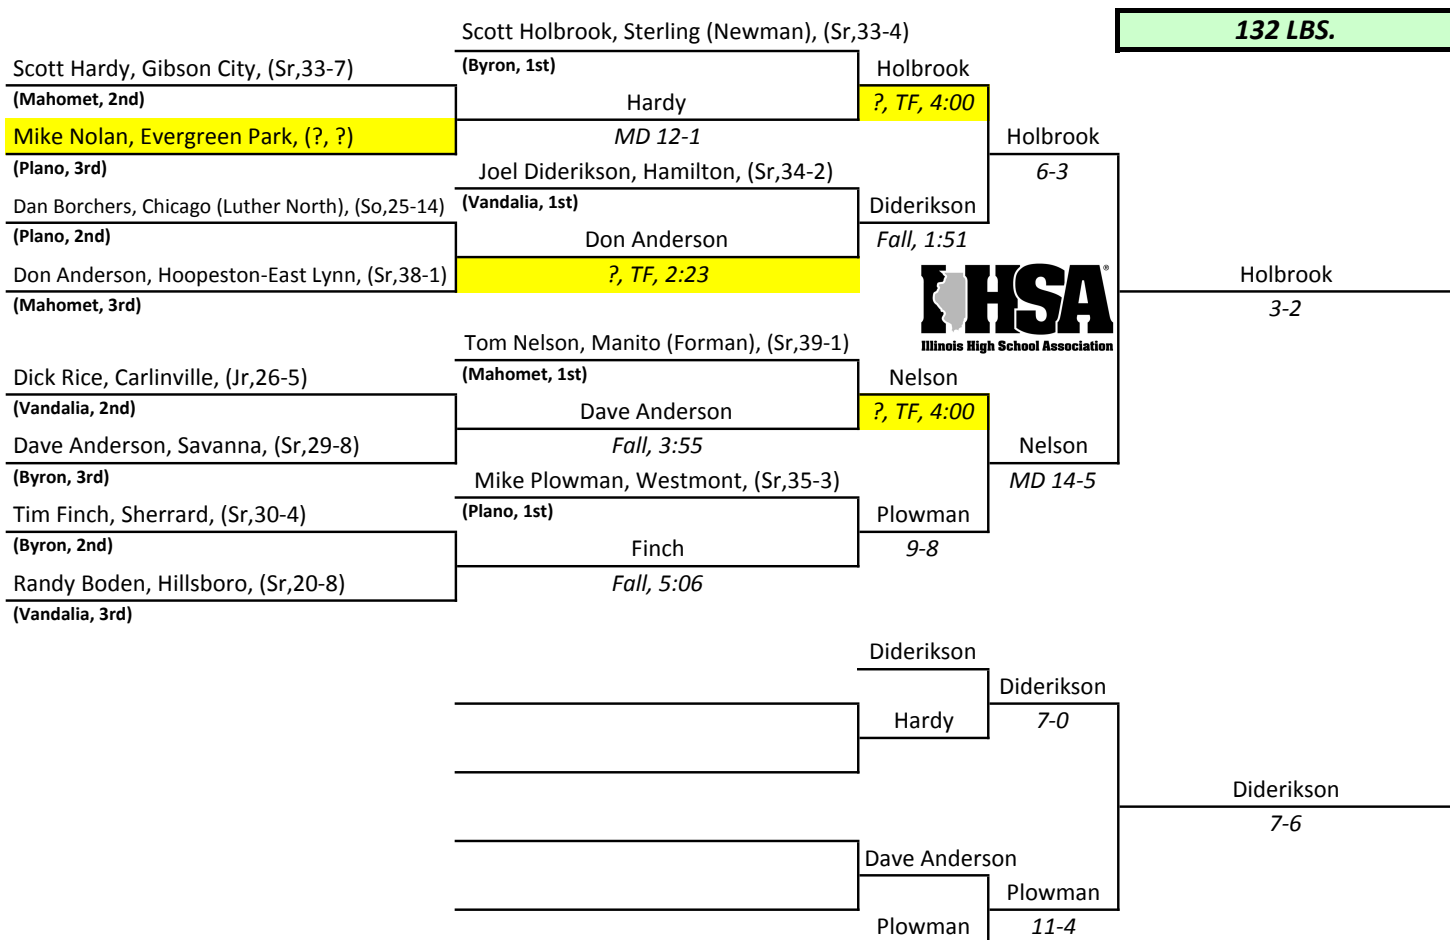 Scott Holbrook, Sterling (Newman), (Sr,33-4)
132 LBS.
Scott Hardy, Gibson City, (Sr,33-7)
(Byron, 1st)
Holbrook
(Mahomet, 2nd)
Hardy
?, TF, 4:00
Mike Nolan, Evergreen Park, (?, ?)
MD 12-1
Holbrook
(Plano, 3rd)
Joel Diderikson, Hamilton, (Sr,34-2)
6-3
Dan Borchers, Chicago (Luther North), (So,25-14)
(Vandalia, 1st)
Diderikson
(Plano, 2nd)
Don Anderson
Fall, 1:51
Don Anderson, Hoopeston-East Lynn, (Sr,38-1)
?, TF, 2:23
IHSA®
Holbrook
(Mahomet, 3rd)
3-2
Tom Nelson, Manito (Forman), (Sr,39-1)
Illinois High School Association
Dick Rice, Carlinville, (Jr,26-5)
(Mahomet, 1st)
Nelson
(Vandalia, 2nd)
Dave Anderson
?, TF, 4:00
Dave Anderson, Savanna, (Sr,29-8)
Fall, 3:55
Nelson
(Byron, 3rd)
Mike Plowman, Westmont, (Sr,35-3)
MD 14-5
Tim Finch, Sherrard, (Sr,30-4)
(Plano, 1st)
Plowman
(Byron, 2nd)
Finch
9-8
Randy Boden, Hillsboro, (Sr,20-8)
Fall, 5:06
(Vandalia, 3rd)
Diderikson
Diderikson
Hardy
7-0
Diderikson
7-6
Dave Anderson
Plowman
Plowman
11-4